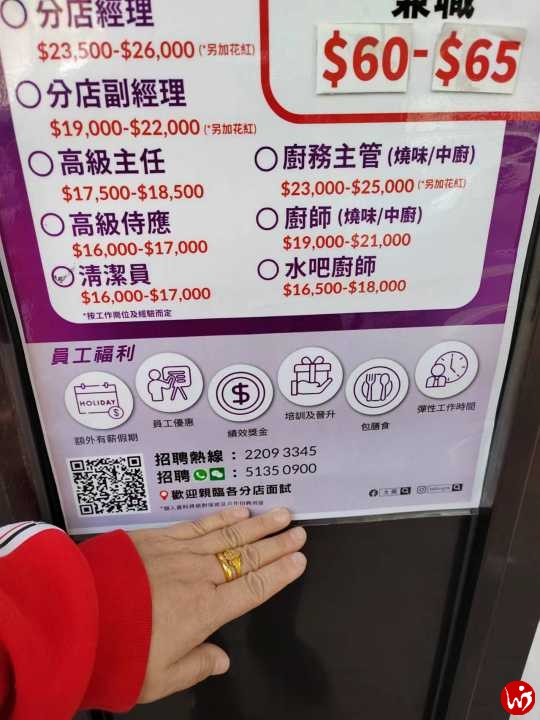 分店經理
$23,500-$26,000 (*另加花紅)
兼職
$60-$65
分店副經理
$19,000-$22,000 (*另加花紅)
高級主任
$17,500-$18,500
高級侍應
$16,000-$17,000
清潔員
$16,000-$17,000
*按工作崗位及經驗而定
廚務主管 (燒味/中廚)
$23,000-$25,000 (*另加花紅)
廚師 (燒味/中廚)
$19,000-$21,000
水吧廚師
$16,500-$18,000
員工福利
HOLIDAY
$
額外有薪假期
員工優惠
$
績效獎金
培訓及晉升
包膳食
彈性工作時間
招聘熱線 : 2209 3345
招聘 : 5135 0900
歡迎親臨各分店面試